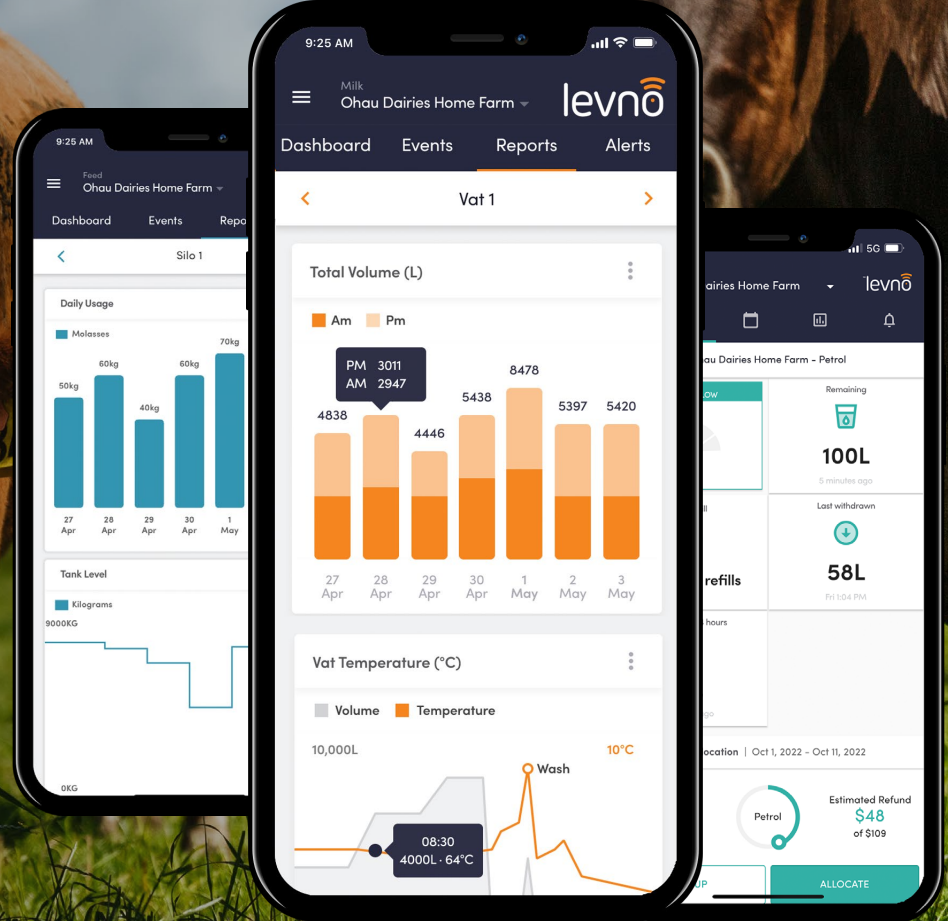 9:25 AM
Feed
Ohau Dairies Home Farm
Dashboard Events Repo
Silo 1
Daily Usage
Molasses
50kg 60kg 40kg 60kg 70kg
27 28 29 30 1
Apr Apr Apr Apr May
Tank Level
Kilograms
9000KG
0KG
9:25 AM
Milk
Ohau Dairies Home Farm
levno
Dashboard Events Reports Alerts
Vat 1
Total Volume (L)
Am Pm
PM 3011
AM 2947
4838 4446 5438 8478 5397 5420
27 28 29 30 1 2 3
Apr Apr Apr Apr May May May
Vat Temperature (°C)
Volume Temperature
10,000L 10°C
Wash
08:30
4000L · 64°C
5G
airies Home Farm levno
au Dairies Home Farm - Petrol
OW
Remaining
100L
5 minutes ago
ll
Last withdrawn
refills
58L
Fri 1:04 PM
hours
ago
ocation | Oct 1, 2022 - Oct 11, 2022
Petrol
Estimated Refund
$48
of $109
UP
ALLOCATE